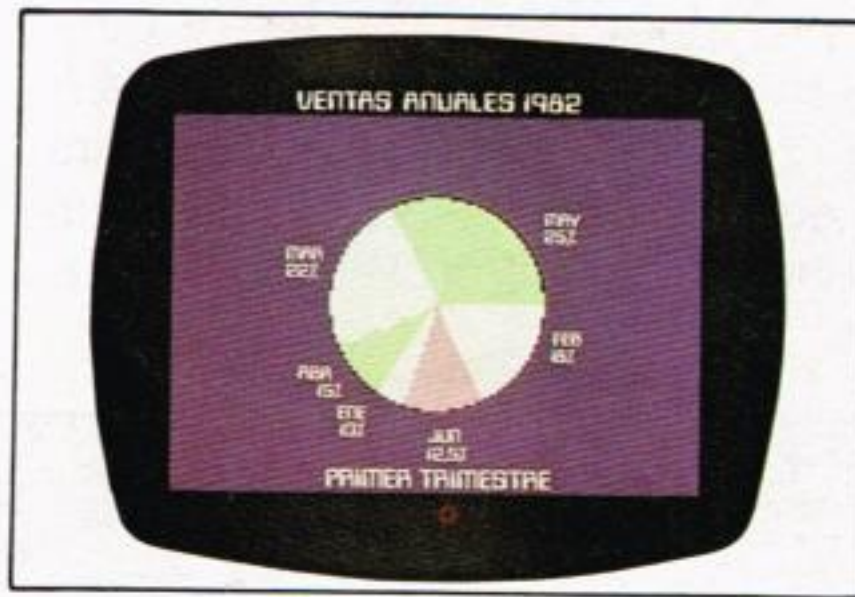 VENTAS ANUALES 1982
MAY
25%
MAR
22%
FEB
18%
ABR
15%
ENE
JUN
12.5%
PRIMER TRIMESTRE